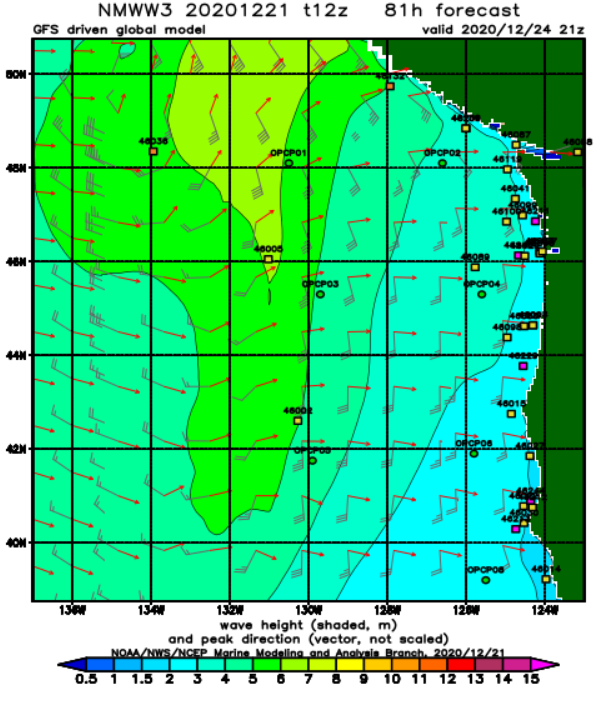 NMWW3 20201221 t12z 81h forecast
GFS driven global model valid 2020/12/24 21z
50N
46132
46206
46087
46088
46036
OPCP01
OPCP02
48N
46119
46041
46100
46005
46089
46N
OPCP03
OPCP04
46098
44N
46229
46002
46015
42N
OPCP05
OPCP06
46027
40N
OPCP08
46014
136W 134W 132W 130W 128W 126W 124W
wave height (shaded, m)
and peak direction (vector, not scaled)
NOAA/NWS/NCEP Marine Modeling and Analysis Branch, 2020/12/21
0.5 1 1.5 2 3 4 5 6 7 8 9 10 11 12 13 14 15